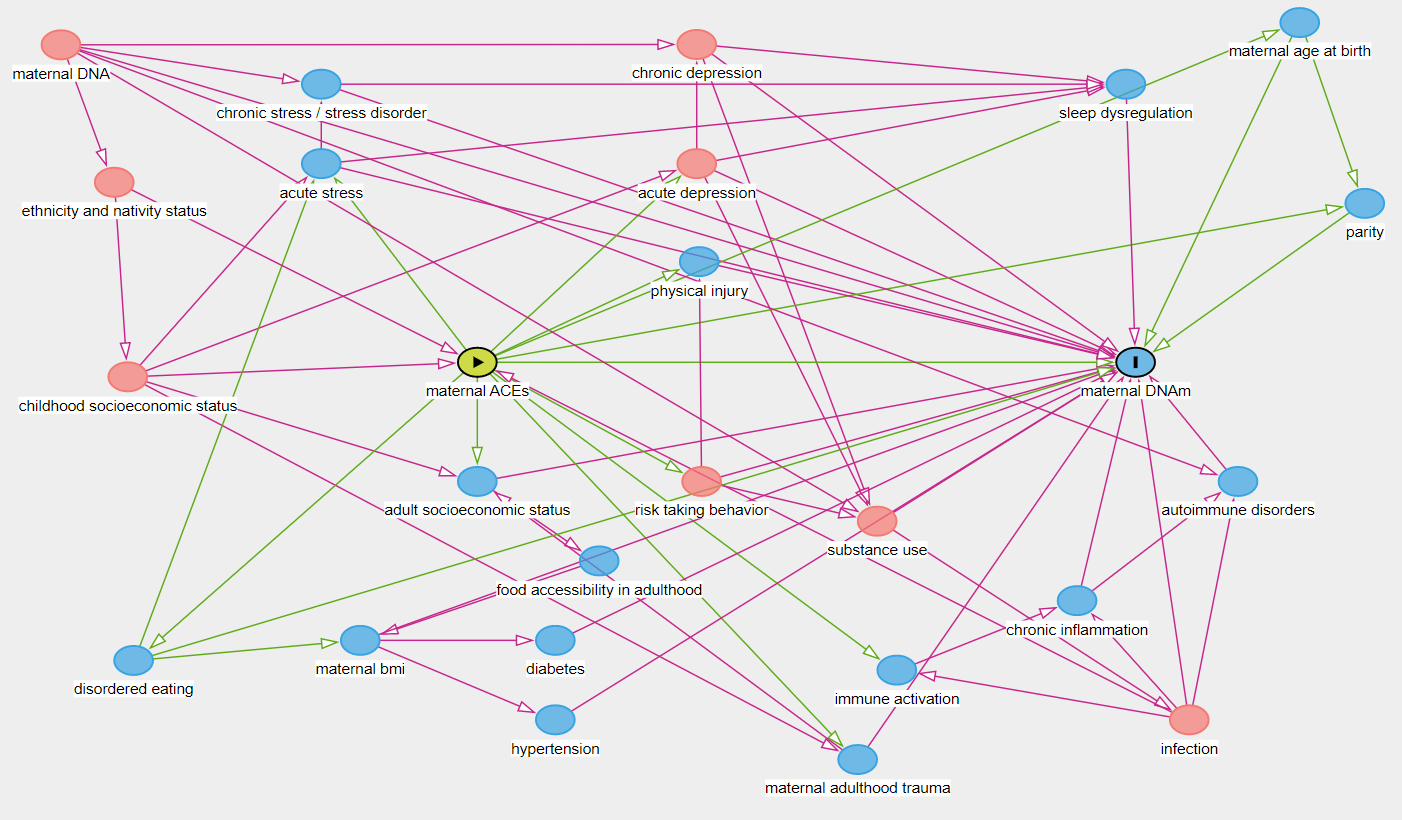 maternal age at birth
maternal DNA
chronic depression
chronic stress / stress disorder
sleep dysregulation
acute stress
acute depression
ethnicity and nativity status
parity
physical injury
maternal ACEs
maternal DNAm
childhood socioeconomic status
adult socioeconomic status
risk taking behavior
autoimmune disorders
substance use
food accessibility in adulthood
chronic inflammation
maternal bmi
diabetes
disordered eating
immune activation
hypertension
infection
maternal adulthood trauma